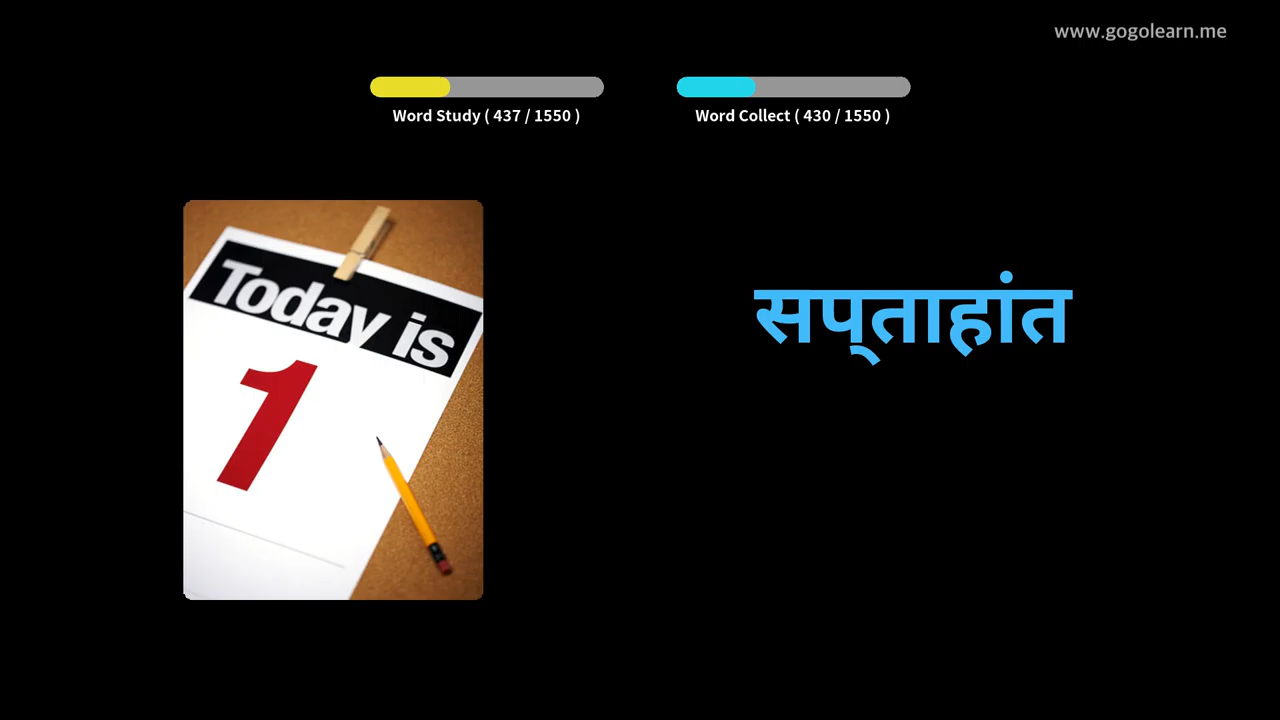 www.gogolearn.me
Word Study ( 437 / 1550 )
Word Collect ( 430 / 1550 )
Today is
1
सप्ताहांत